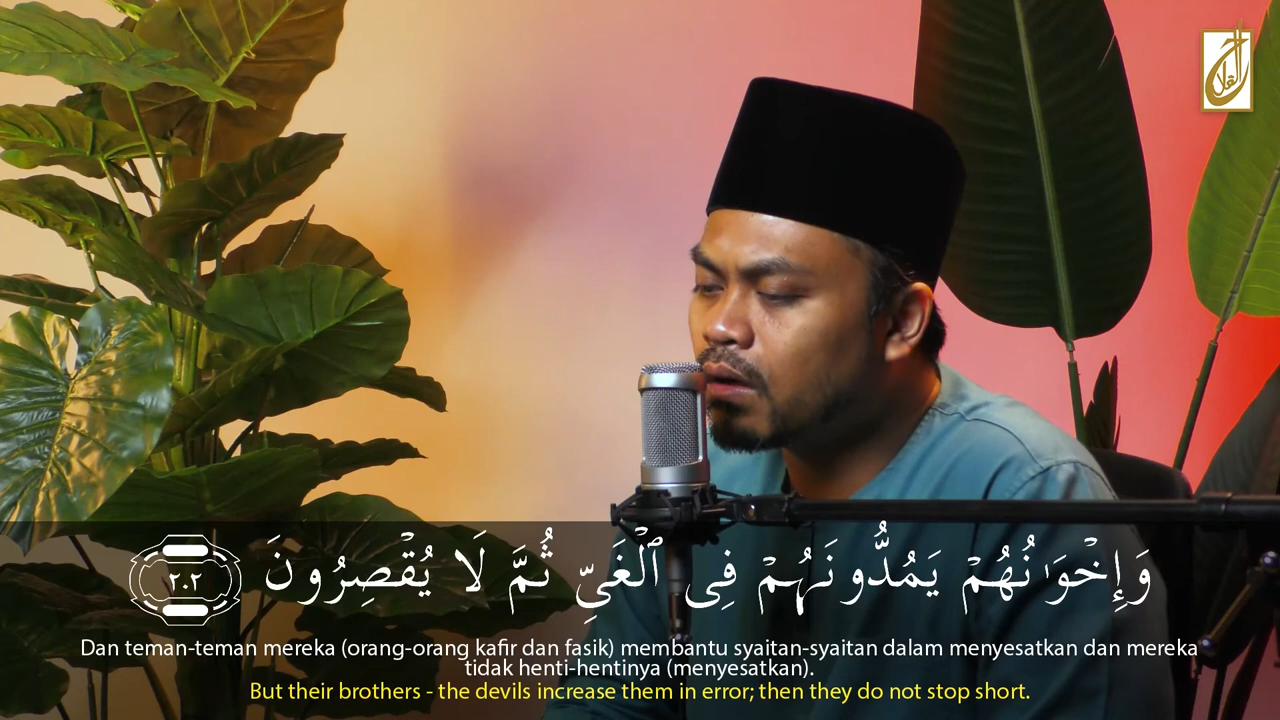 العلا
وَإِخْوَٰنُهُمْ يَمُدُّونَهُمْ فِى ٱلْغَىِّ ثُمَّ لَا يُقْصِرُونَ ٢٠٢
Dan teman-teman mereka (orang-orang kafir dan fasik) membantu syaitan-syaitan dalam menyesatkan dan mereka
tidak henti-hentinya (menyesatkan).
But their brothers - the devils increase them in error; then they do not stop short.